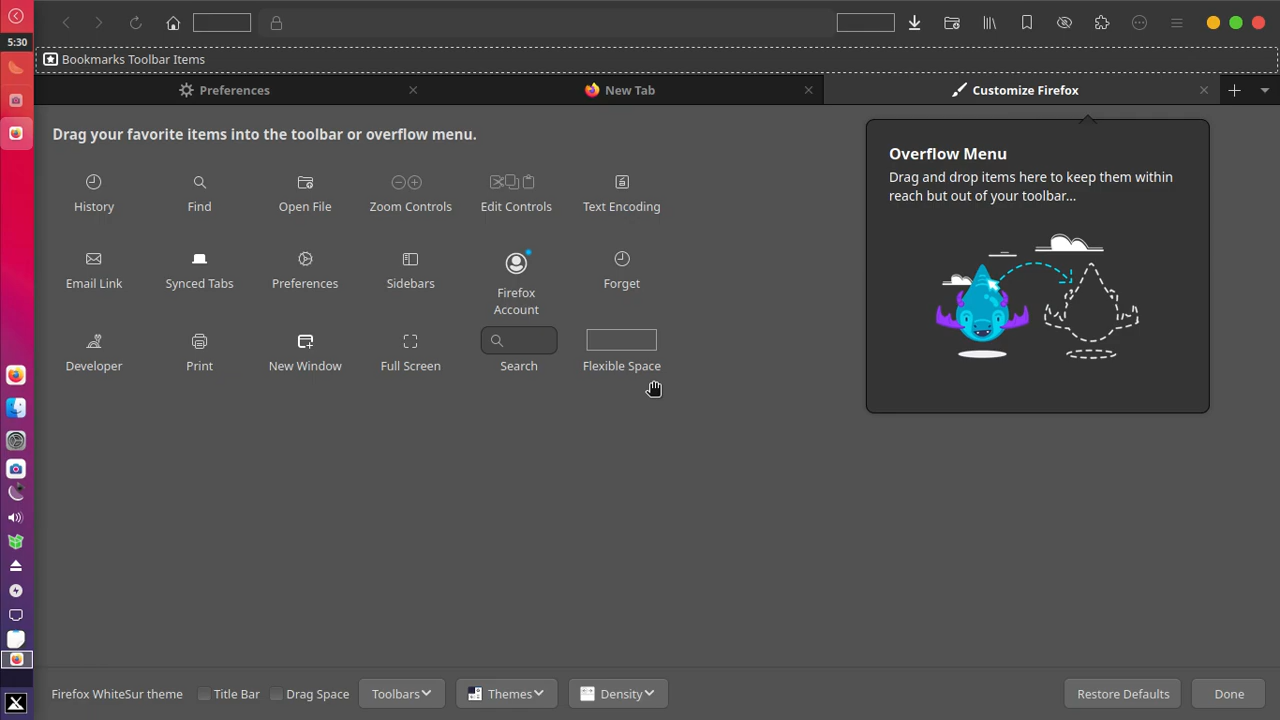 5:30
Bookmarks Toolbar Items
Preferences
New Tab
Customize Firefox
Drag your favorite items into the toolbar or overflow menu.
History
Find
Open File
Zoom Controls
Edit Controls
Text Encoding
Email Link
Synced Tabs
Preferences
Sidebars
Firefox
Account
Forget
Developer
Print
New Window
Full Screen
Search
Flexible Space
Overflow Menu
Drag and drop items here to keep them within
reach but out of your toolbar...
Firefox WhiteSur theme
Title Bar
Drag Space
Toolbars
Themes
Density
Restore Defaults
Done